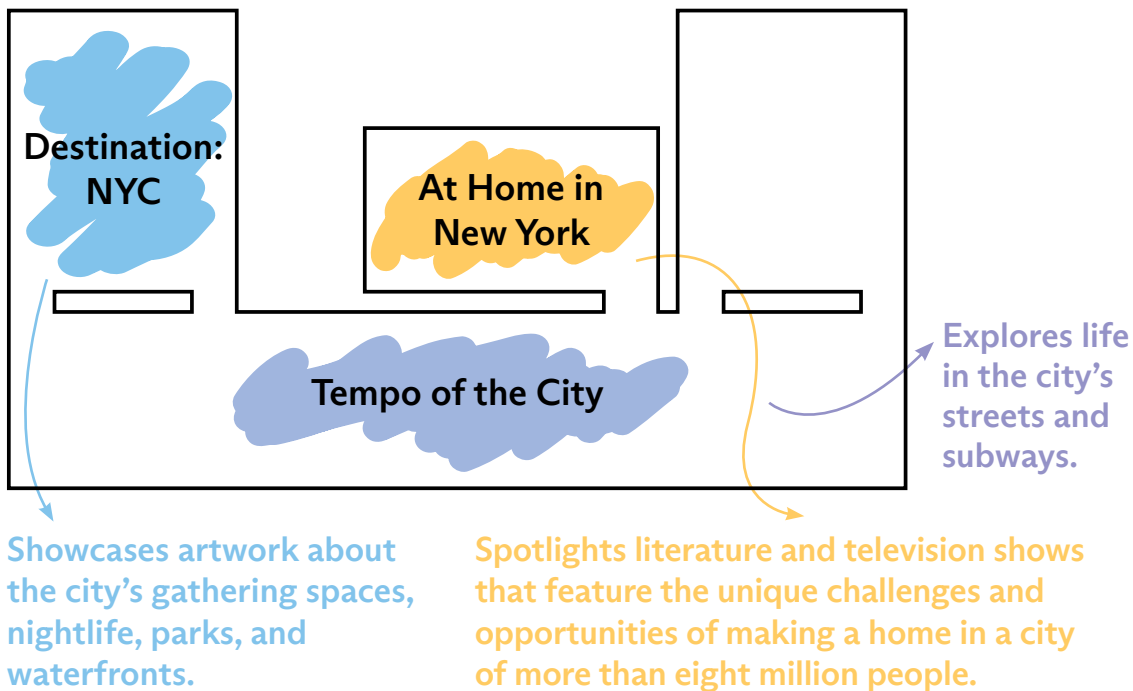 Destination:
NYC
At Home in
New York
Tempo of the City
Explores life
in the city’s
streets and
subways.
Showcases artwork about
the city’s gathering spaces,
nightlife, parks, and
waterfronts.
Spotlights literature and television shows
that feature the unique challenges and
opportunities of making a home in a city
of more than eight million people.